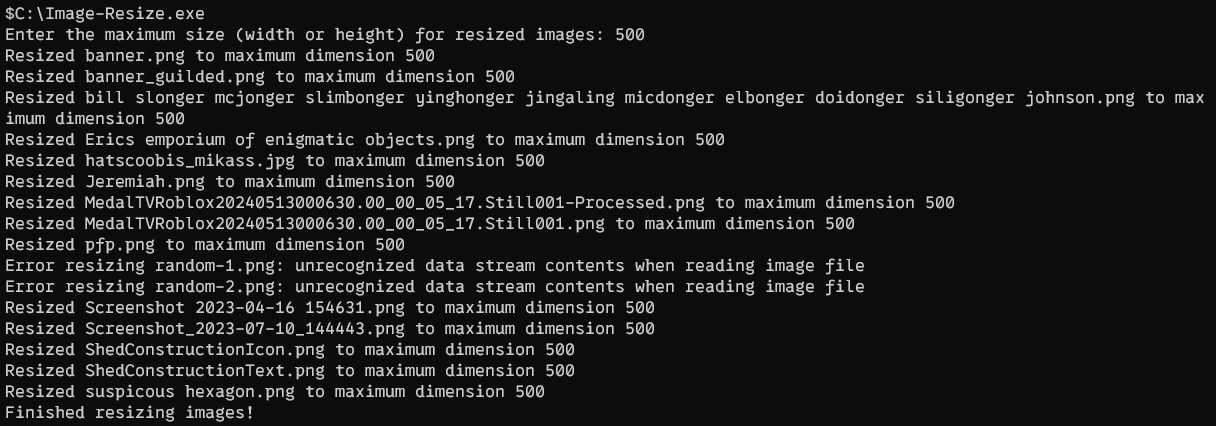 $C:\Image-Resize.exe
Enter the maximum size (width or height) for resized images: 500
Resized banner.png to maximum dimension 500
Resized banner_guilded.png to maximum dimension 500
Resized bill slonger mcjonger slimbonger yinghonger jingaling micdonger elbonger doidonger siligonger johnson.png to max
imum dimension 500
Resized Erics emporium of enigmatic objects.png to maximum dimension 500
Resized hatscoobis_mikass.jpg to maximum dimension 500
Resized Jeremiah.png to maximum dimension 500
Resized MedalTVRoblox20240513000630.00_00_05_17.Still001-Processed.png to maximum dimension 500
Resized MedalTVRoblox20240513000630.00_00_05_17.Still001.png to maximum dimension 500
Resized pfp.png to maximum dimension 500
Error resizing random-1.png: unrecognized data stream contents when reading image file
Error resizing random-2.png: unrecognized data stream contents when reading image file
Resized Screenshot 2023-04-16 154631.png to maximum dimension 500
Resized Screenshot_2023-07-10_144443.png to maximum dimension 500
Resized ShedConstructionIcon.png to maximum dimension 500
Resized ShedConstructionText.png to maximum dimension 500
Resized suspicous hexagon.png to maximum dimension 500
Finished resizing images!